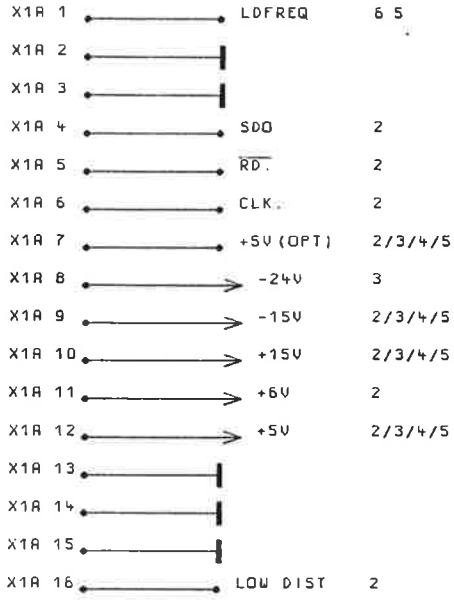 X1A 1 LDFREQ 6 5
X1A 2
X1A 3
X1A 4 SDO 2
X1A 5 RD. 2
X1A 6 CLK. 2
X1A 7 +5V (OPT) 2/3/4/5
X1A 8 -24V 3
X1A 9 -15V 2/3/4/5
X1A 10 +15V 2/3/4/5
X1A 11 +6V 2
X1A 12 +5V 2/3/4/5
X1A 13
X1A 14
X1A 15
X1A 16 LOW DIST 2